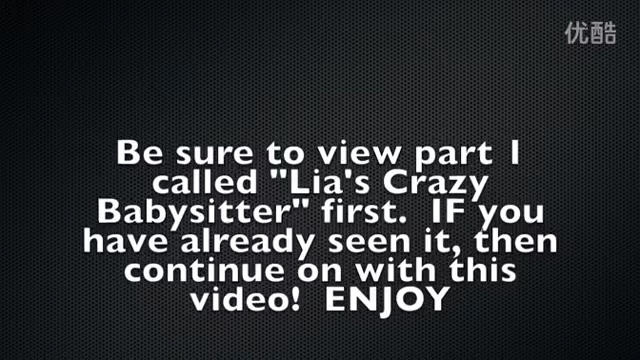 优酷
Be sure to view part 1
called "Lia's Crazy
Babysitter" first.  IF you
have already seen it, then
continue on with this
video!  ENJOY